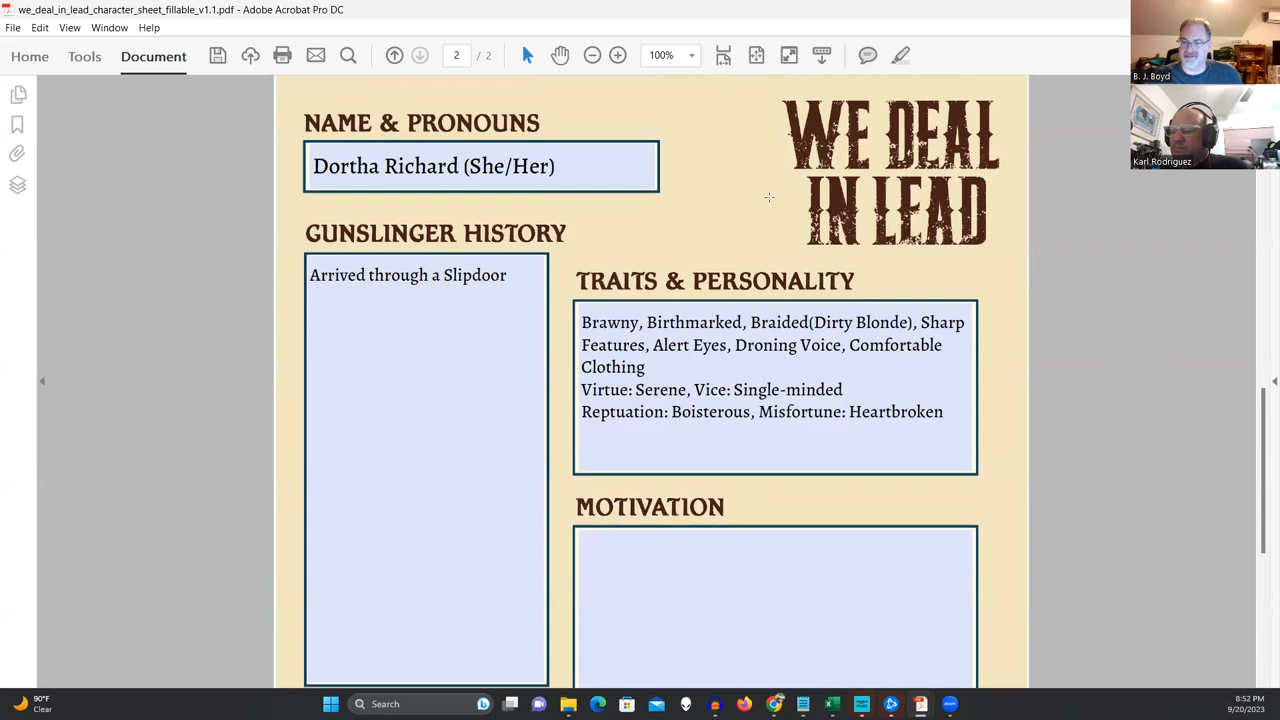 we_deal_in_lead_character_sheet_fillable_v1.1.pdf - Adobe Acrobat Pro DC
File Edit View Window Help
Home Tools Document 2 / 2 100%
B. J. Boyd
Karl Rodriguez
NAME & PRONOUNS
Dortha Richard (She/Her)
WE DEAL
IN LEAD
GUNSLINGER HISTORY
Arrived through a Slipdoor
TRAITS & PERSONALITY
Brawny, Birthmarked, Braided(Dirty Blonde), Sharp
Features, Alert Eyes, Droning Voice, Comfortable
Clothing
Virtue: Serene, Vice: Single-minded
Reptuation: Boisterous, Misfortune: Heartbroken
MOTIVATION
90°F
Clear
Search
8:52 PM
9/20/2023